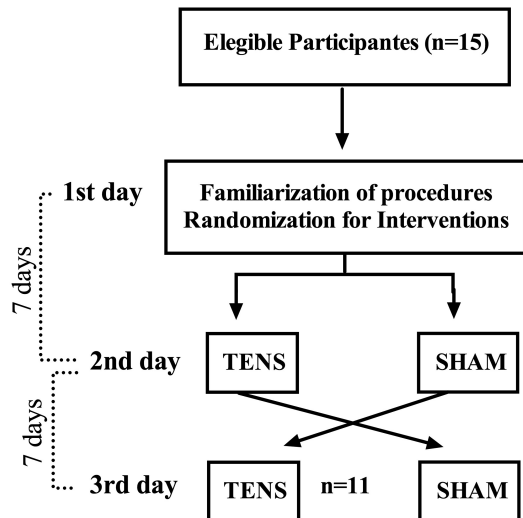 Elegible Participantes (n=15)
1st day
Familiarization of procedures
Randomization for Interventions
7 days
2nd day
TENS
SHAM
7 days
3rd day
TENS
n=11
SHAM